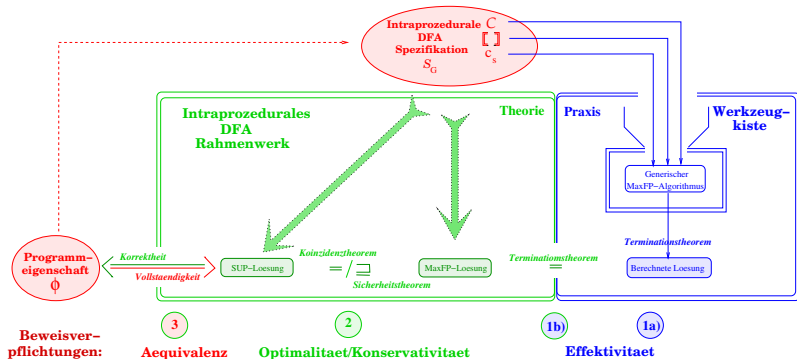 Intraprozedurale C
DFA ⟦ ⟧
Spezifikation c_s
S_G
Intraprozedurales
DFA
Rahmenwerk
Theorie
Praxis
Werkzeug-
kiste
Generischer
MaxFP-Algorithmus
Terminationstheorem
Berechnete Loesung
Programm-
eigenschaft
ϕ
Korrektheit
Vollstaendigkeit
SUP-Loesung
Koinzidenztheorem
= / ⊒
Sicherheitstheorem
MaxFP-Loesung
Terminationstheorem
=
3
2
1b)
1a)
Beweisver-
pflichtungen:
Aequivalenz
Optimalitaet/Konservativitaet
Effektivitaet